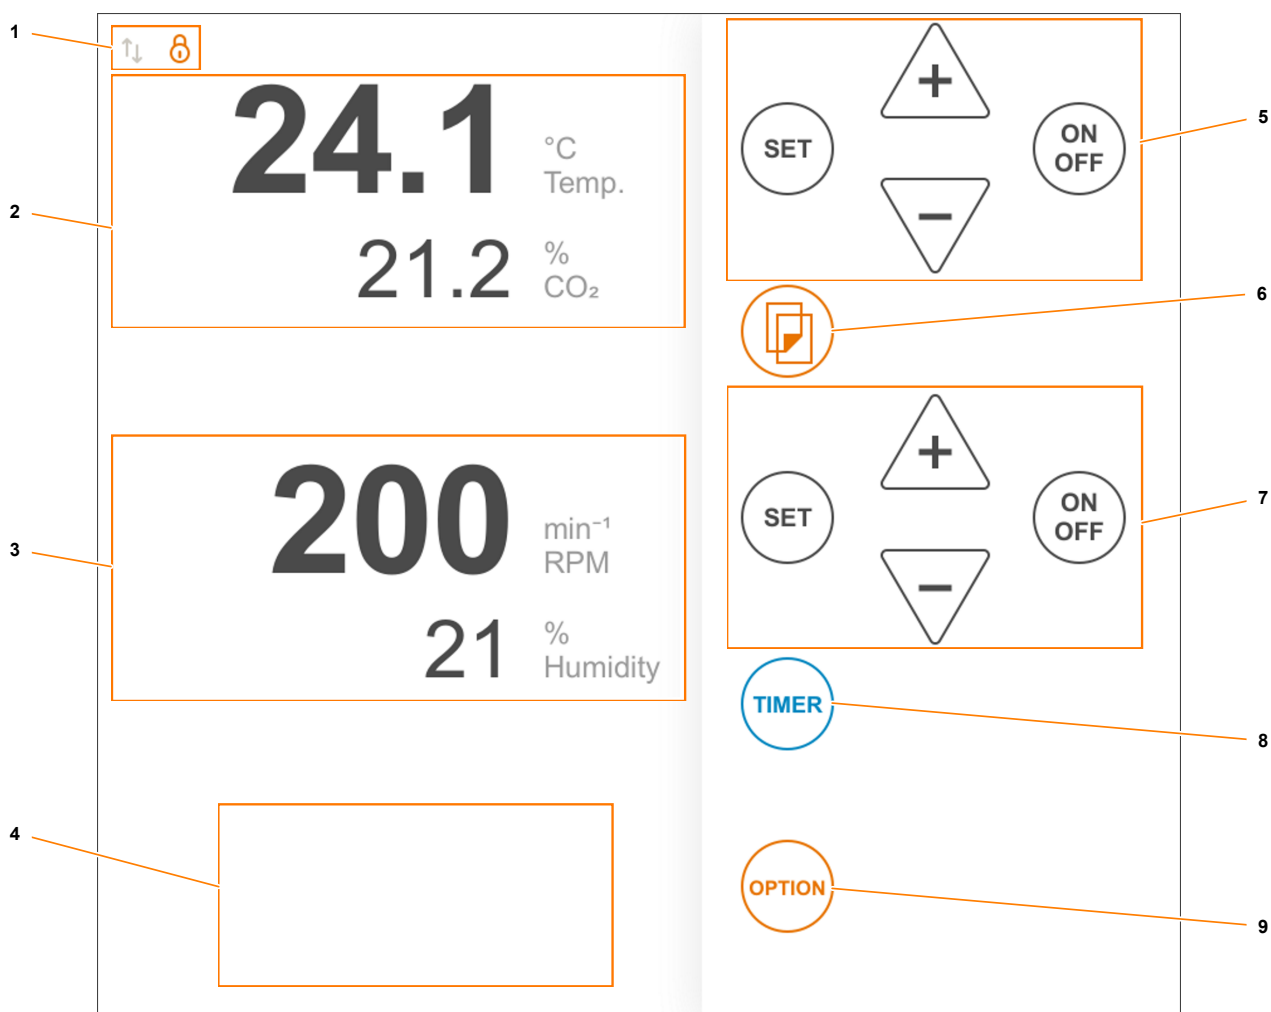 1
24.1
°C
Temp.
21.2
%
CO₂
2
200
min⁻¹
RPM
21
%
Humidity
3
4
+
SET
ON
OFF
−
5
6
+
SET
ON
OFF
−
7
TIMER
8
OPTION
9